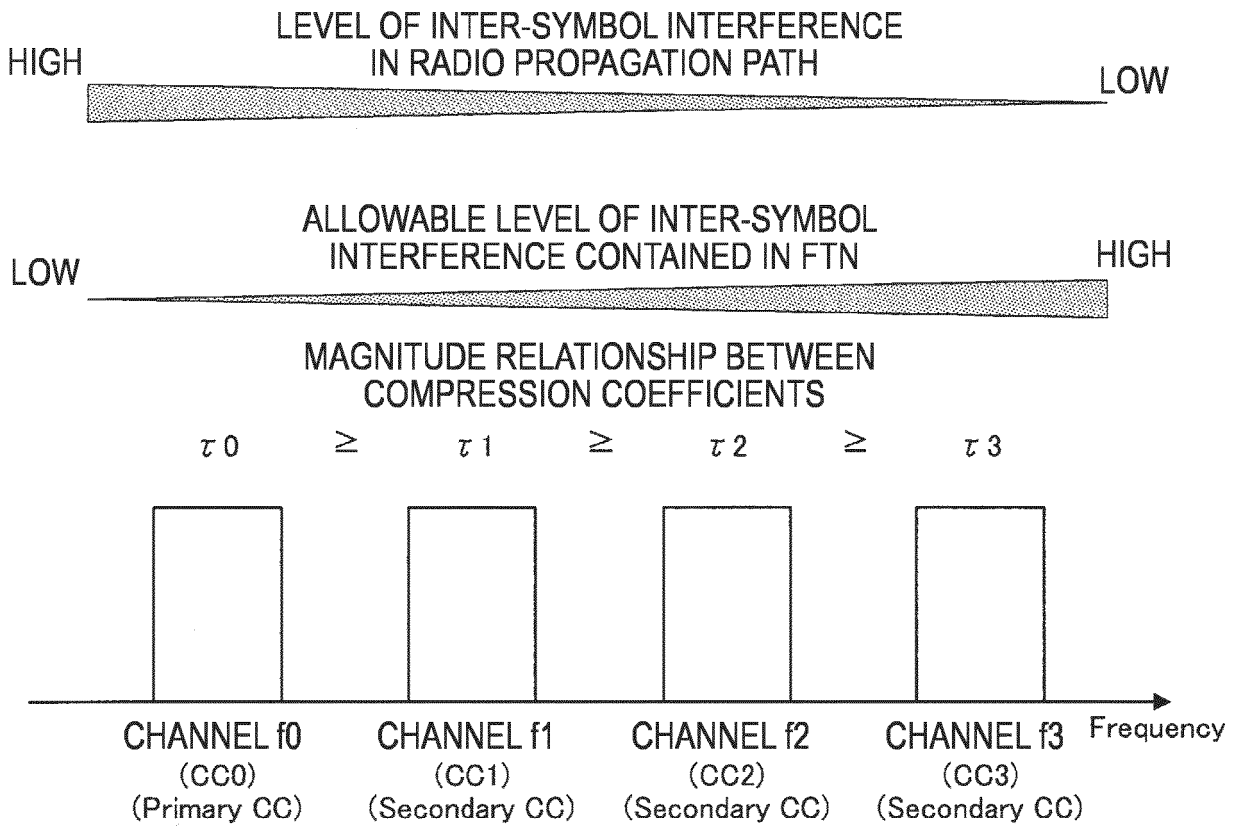 LEVEL OF INTER-SYMBOL INTERFERENCE
IN RADIO PROPAGATION PATH
HIGH
LOW
ALLOWABLE LEVEL OF INTER-SYMBOL
INTERFERENCE CONTAINED IN FTN
LOW
HIGH
MAGNITUDE RELATIONSHIP BETWEEN
COMPRESSION COEFFICIENTS
τ0 ≥ τ1 ≥ τ2 ≥ τ3
CHANNEL f0 CHANNEL f1 CHANNEL f2 CHANNEL f3 Frequency
(CC0) (CC1) (CC2) (CC3)
(Primary CC) (Secondary CC) (Secondary CC) (Secondary CC)